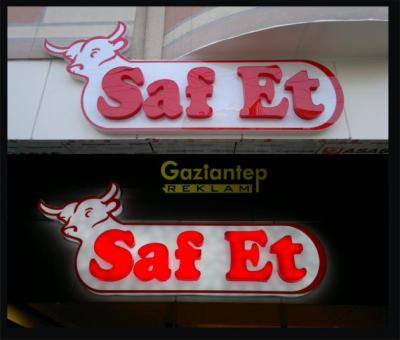 Saf Et
Gaziantep
REKLAM
Saf Et